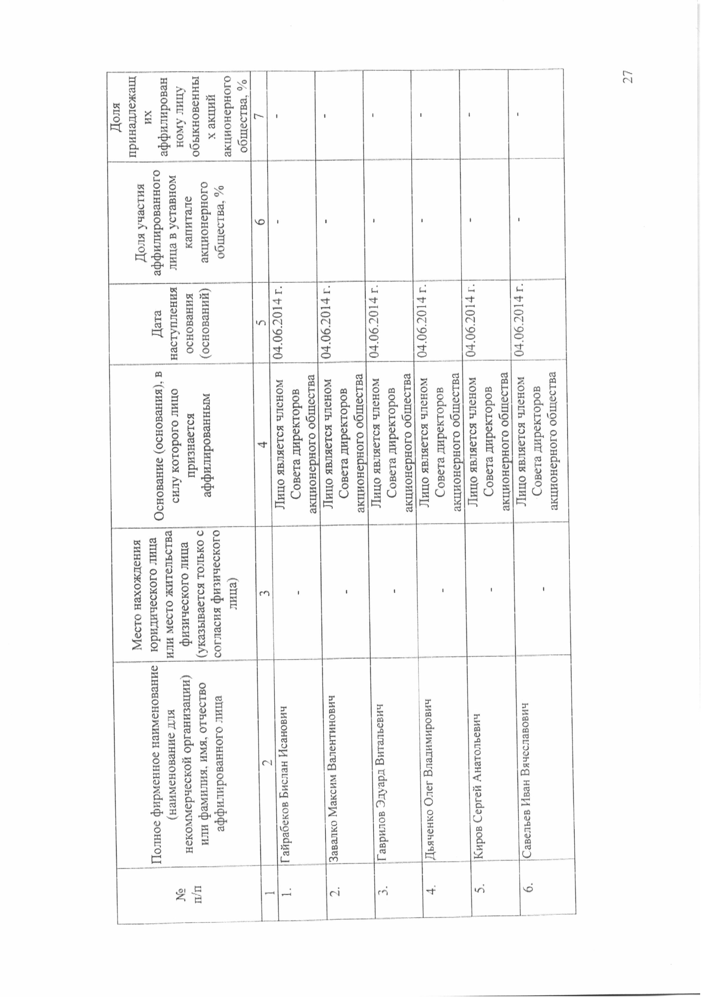 №
п/п
Полное фирменное наименование
(наименование для
некоммерческой организации)
или фамилия, имя, отчество
аффилированного лица
Место нахождения
юридического лица
или место жительства
физического лица
(указывается только с
согласия физического
лица)
Основание (основания), в
силу которого лицо
признается
аффилированным
Дата
наступления
основания
(оснований)
Доля участия
аффилированного
лица в уставном
капитале
акционерного
общества, %
Доля
принадлежащ
их
аффилирован
ному лицу
обыкновенны
х акций
акционерного
общества, %
1 2 3 4 5 6 7
1. Гайрабеков Бислан Исанович - Лицо является членом 04.06.2014 г. - -
Совета директоров
акционерного общества
2. Завалко Максим Валентинович - Лицо является членом 04.06.2014 г. - -
Совета директоров
акционерного общества
3. Гаврилов Эдуард Витальевич - Лицо является членом 04.06.2014 г. - -
Совета директоров
акционерного общества
4. Дьяченко Олег Владимирович - Лицо является членом 04.06.2014 г. - -
Совета директоров
акционерного общества
5. Киров Сергей Анатольевич - Лицо является членом 04.06.2014 г. - -
Совета директоров
акционерного общества
6. Савельев Иван Вячеславович - Лицо является членом 04.06.2014 г. - -
Совета директоров
акционерного общества
27